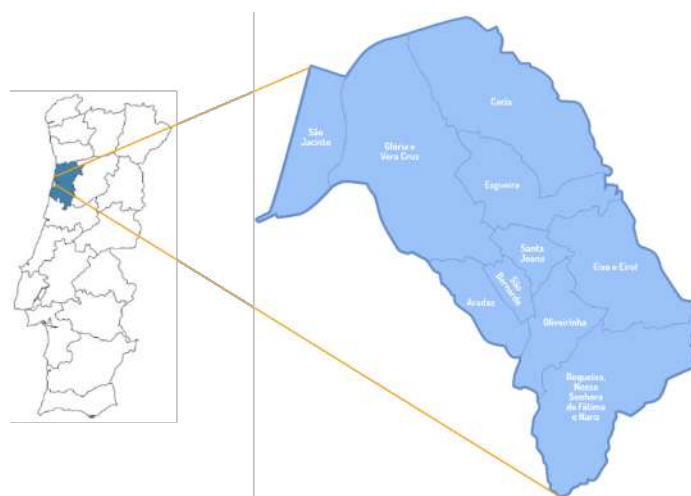 Cacia
São
Jacinto
Glória e
Vera Cruz
Esgueira
Santa
Joana
Eixo e Eirol
São
Bernardo
Aradas
Oliveirinha
Requeixo,
Nossa
Senhora
de Fátima
e Nariz